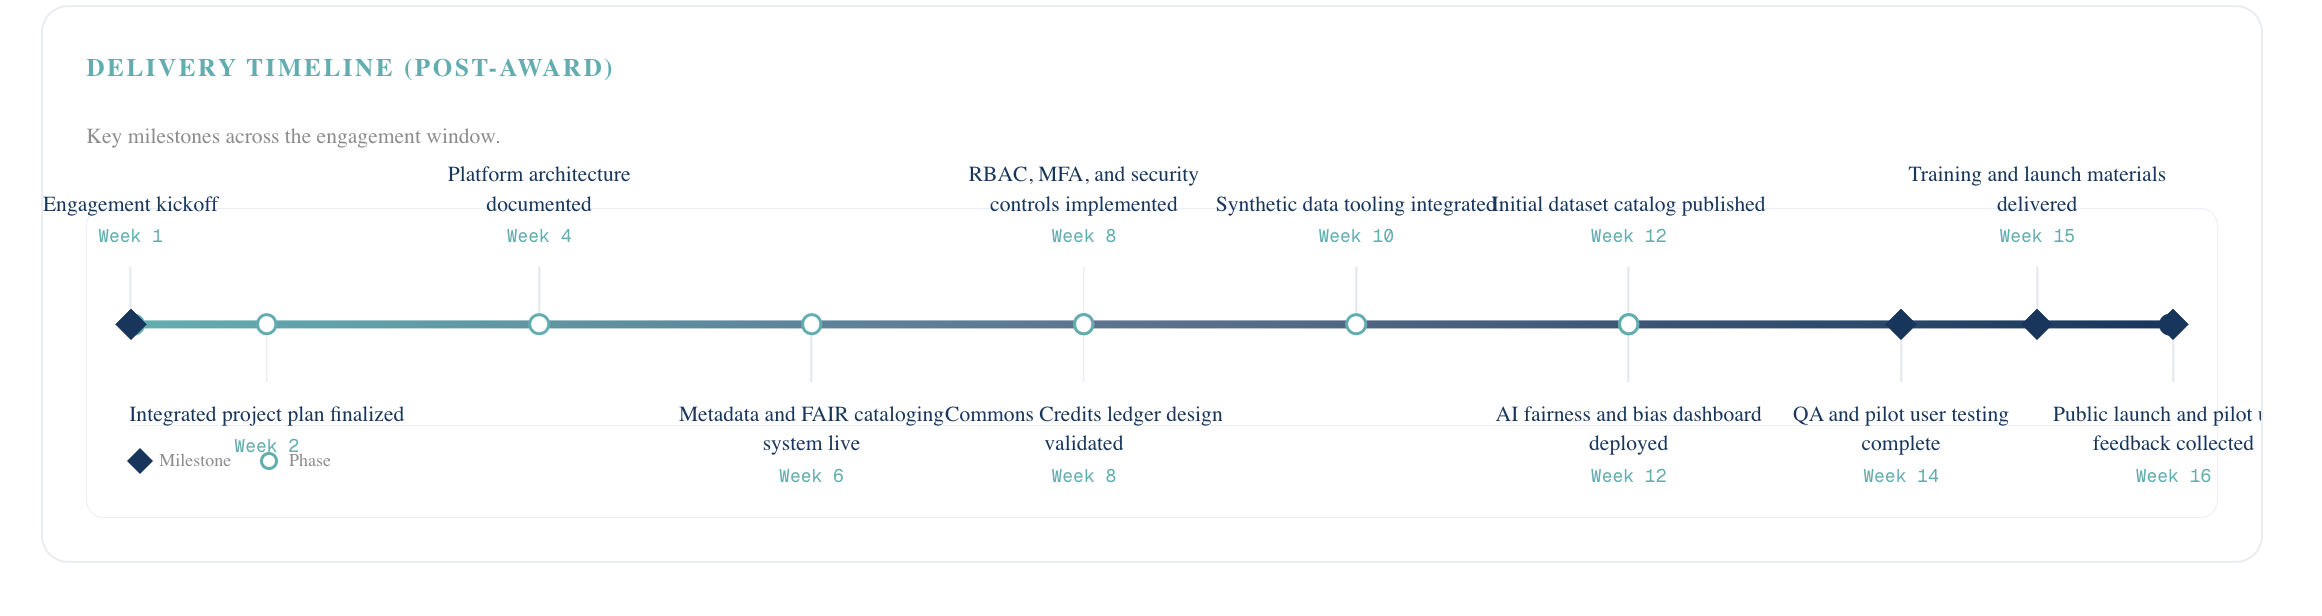 DELIVERY TIMELINE (POST-AWARD)
Key milestones across the engagement window.
Engagement kickoff
Week 1
Platform architecture
documented
Week 4
RBAC, MFA, and security
controls implemented
Week 8
Synthetic data tooling integrated
Week 10
Initial dataset catalog published
Week 12
Training and launch materials
delivered
Week 15
Integrated project plan finalized
Week 2
Metadata and FAIR cataloging
system live
Week 6
Commons Credits ledger design
validated
Week 8
AI fairness and bias dashboard
deployed
Week 12
QA and pilot user testing
complete
Week 14
Public launch and pilot
feedback collected
Week 16
Milestone
Phase